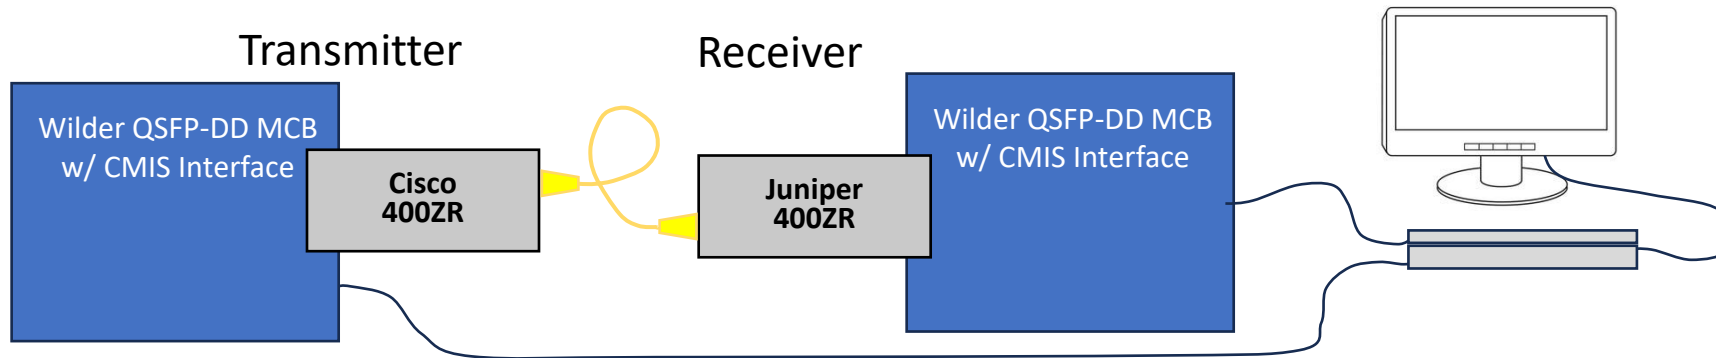 Transmitter
Receiver
Wilder QSFP-DD MCB
w/ CMIS Interface
Cisco
400ZR
Juniper
400ZR
Wilder QSFP-DD MCB
w/ CMIS Interface